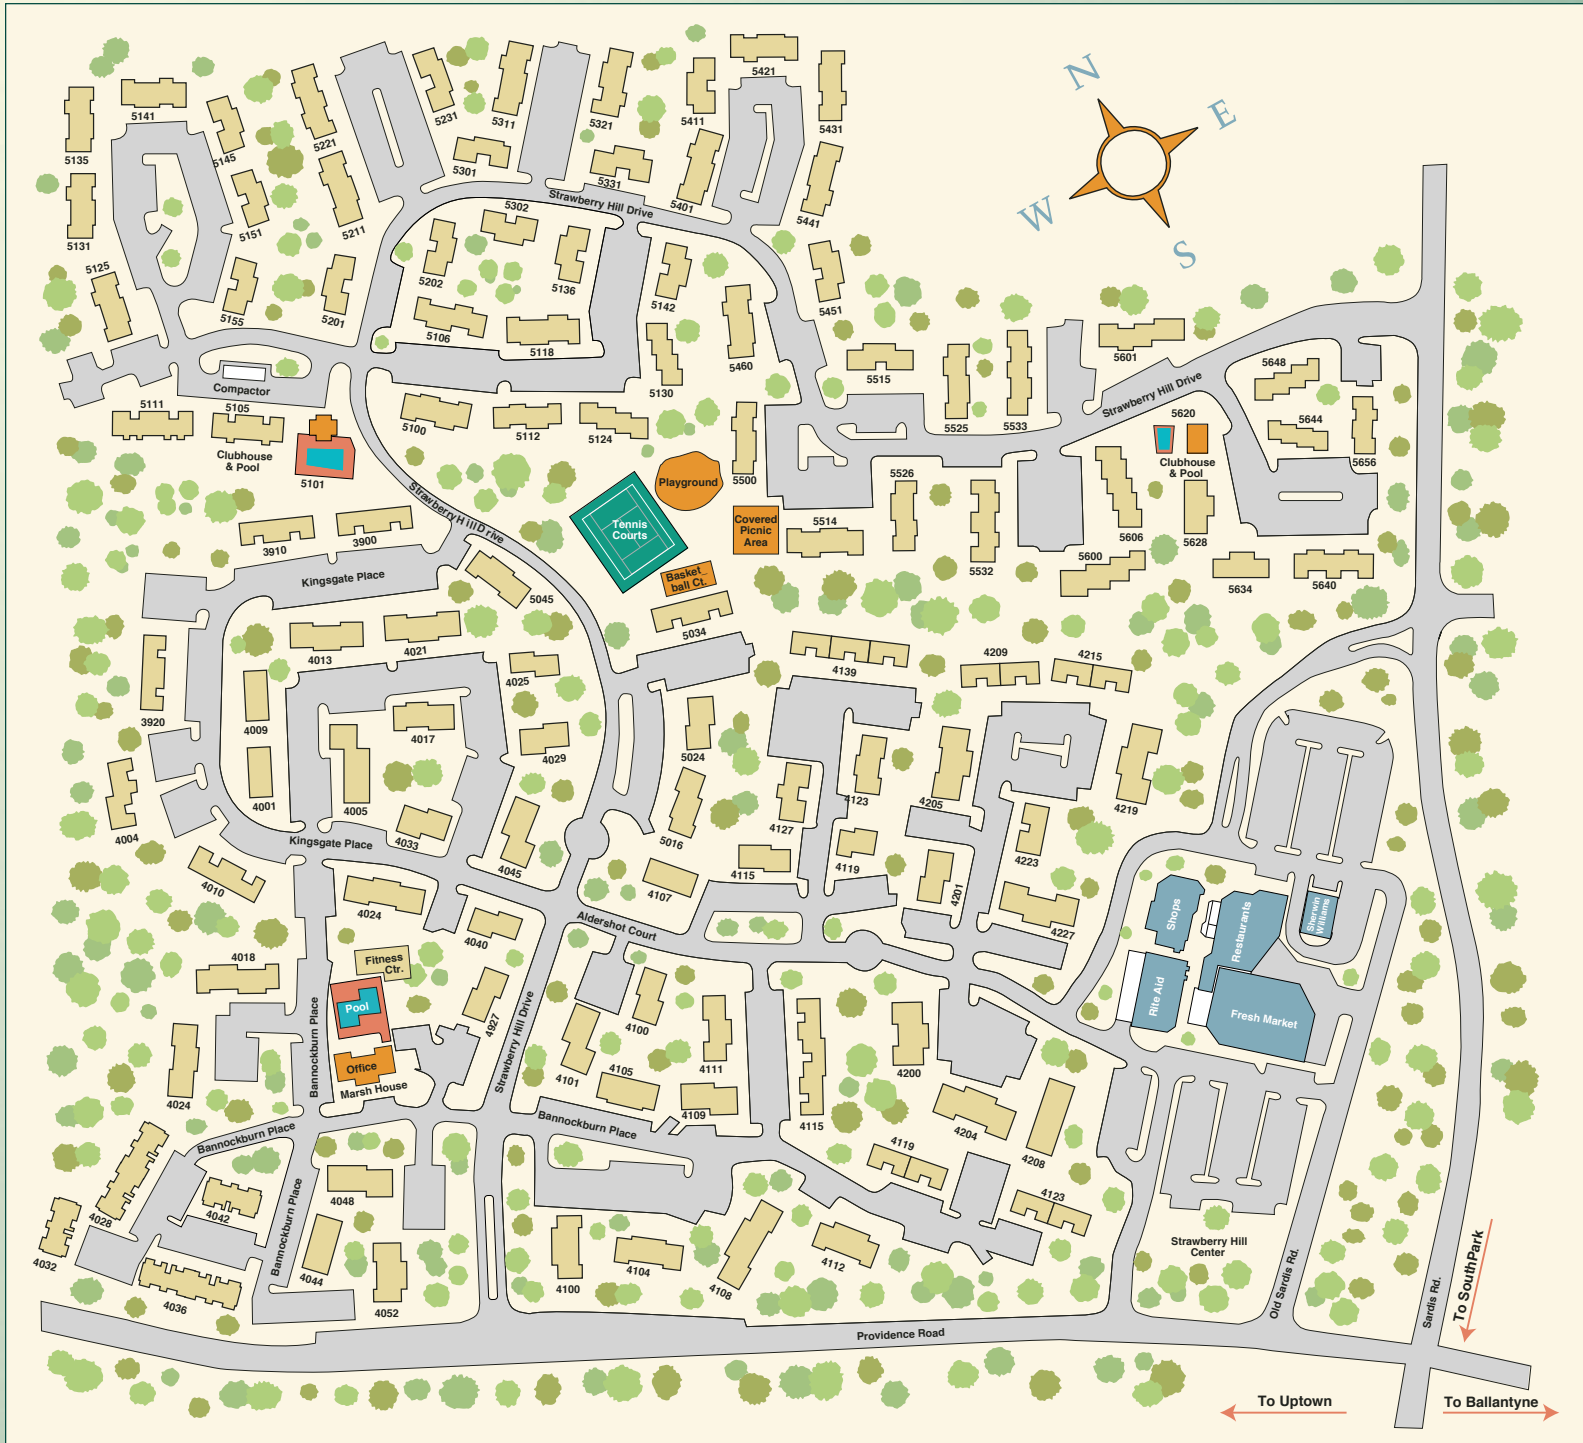 N
E
W
S
5421
5141
5231
5311
5321
5411
5431
5135
5145
5221
5301
5331
5401
5441
5131
5151
5211
5302
Strawberry Hill Drive
5125
5155
5201
5202
5136
5142
5451
5106
5118
5460
5130
5515
5525
5533
5601
5648
Strawberry Hill Drive
5644
5656
5620
Clubhouse
& Pool
Compactor
5111
5105
Clubhouse
& Pool
5101
5100
5112
5124
5500
5526
5514
5532
5600
5606
5628
5634
5640
Playground
Tennis
Courts
Covered
Picnic
Area
Basket
ball Ct.
5034
Strawberry Hill Drive
3910
3900
Kingsgate Place
5045
4013
4021
4025
3920
4009
4017
4029
4001
4005
4033
4004
Kingsgate Place
4010
4045
4024
4040
5024
5016
4139
4209
4215
4123
4205
4219
4127
4119
4223
4115
4107
4201
4227
Aldershot Court
Fitness
Ctr.
Pool
Office
Marsh House
4018
4024
4927
Bannockburn Place
Strawberry Hill Drive
4100
4101
4105
4111
4109
4115
4200
4204
4208
4119
4123
Bannockburn Place
Bannockburn Place
Bannockburn Place
4028
4042
4048
4032
4036
4044
4052
4100
4104
4108
4112
Shops
Restaurants
Sherwin
Williams
Rite Aid
Fresh Market
Strawberry Hill
Center
Old Sardis Rd.
Sardis Rd.
To SouthPark
Providence Road
To Uptown
To Ballantyne